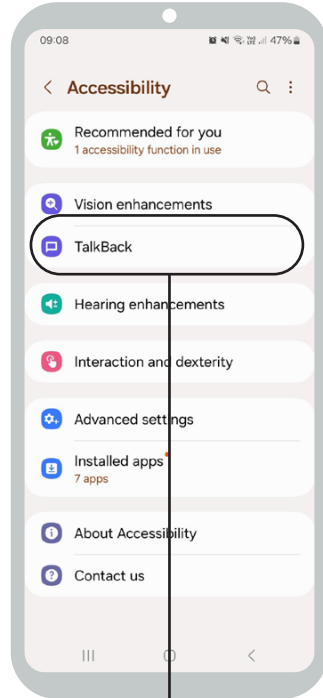 09:08 47%
Accessibility
Recommended for you
1 accessibility function in use
Vision enhancements
TalkBack
Hearing enhancements
Interaction and dexterity
Advanced settings
Installed apps
7 apps
About Accessibility
Contact us